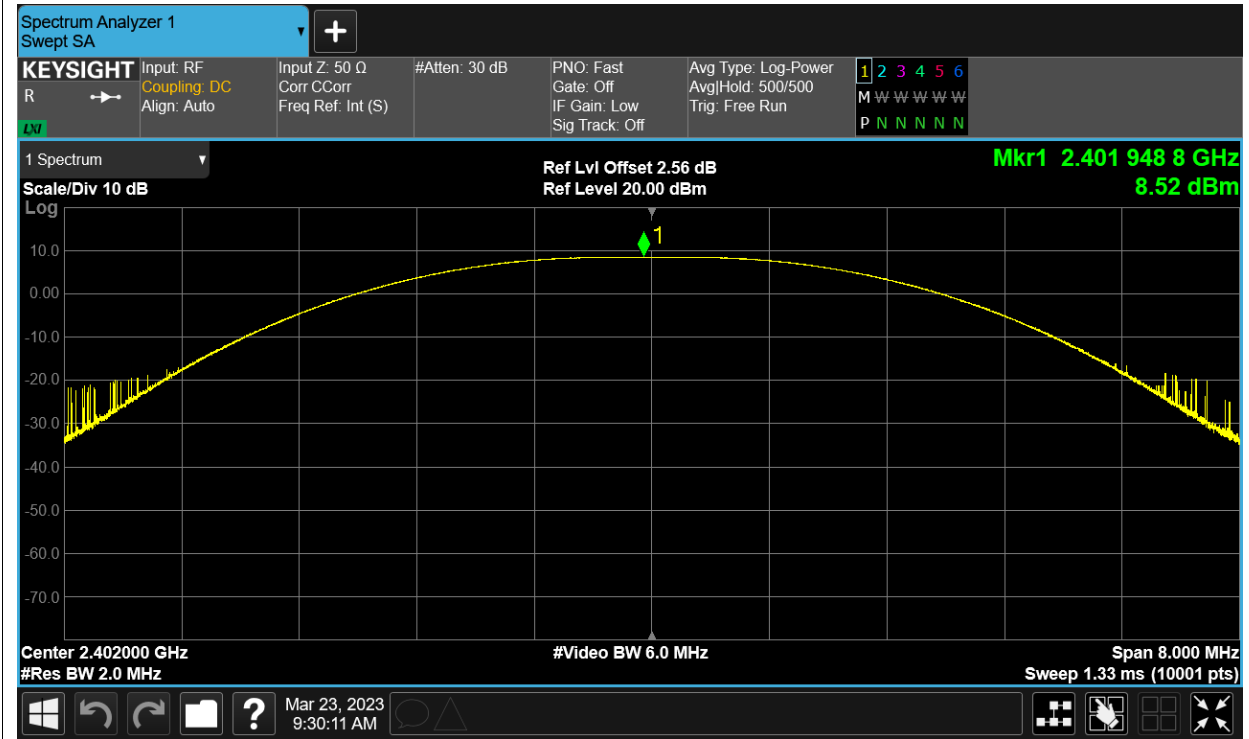 Spectrum Analyzer 1
Swept SA
+
KEYSIGHT
R
LXI
Input: RF
Coupling: DC
Align: Auto
Input Z: 50 Ω
Corr CCorr
Freq Ref: Int (S)
#Atten: 30 dB
PNO: Fast
Gate: Off
IF Gain: Low
Sig Track: Off
Avg Type: Log-Power
Avg|Hold: 500/500
Trig: Free Run
1 2 3 4 5 6
M W W W W W
P N N N N N
1 Spectrum
Scale/Div 10 dB
Ref Lvl Offset 2.56 dB
Ref Level 20.00 dBm
Mkr1 2.401 948 8 GHz
8.52 dBm
Log
1
10.0
0.00
-10.0
-20.0
-30.0
-40.0
-50.0
-60.0
-70.0
Center 2.402000 GHz
#Video BW 6.0 MHz
Span 8.000 MHz
#Res BW 2.0 MHz
Sweep 1.33 ms (10001 pts)
?
Mar 23, 2023
9:30:11 AM